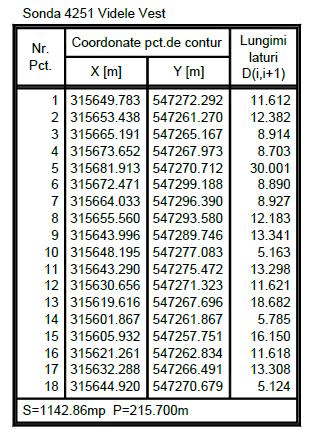 Sonda 4251 Videle Vest
Nr. Pct. Coordonate pct.de contur Lungimi laturi D(i,i+1)
X [m] Y [m]
1 315649.783 547272.292 11.612
2 315653.438 547261.270 12.382
3 315665.191 547265.167 8.914
4 315673.652 547267.973 8.703
5 315681.913 547270.712 30.001
6 315672.471 547299.188 8.890
7 315664.033 547296.390 8.927
8 315655.560 547293.580 12.183
9 315643.996 547289.746 13.341
10 315648.195 547277.083 5.163
11 315643.290 547275.472 13.298
12 315630.656 547271.323 11.621
13 315619.616 547267.696 18.682
14 315601.867 547261.867 5.785
15 315605.932 547257.751 16.150
16 315621.261 547262.834 11.618
17 315632.288 547266.491 13.308
18 315644.920 547270.679 5.124
S=1142.86mp P=215.700m